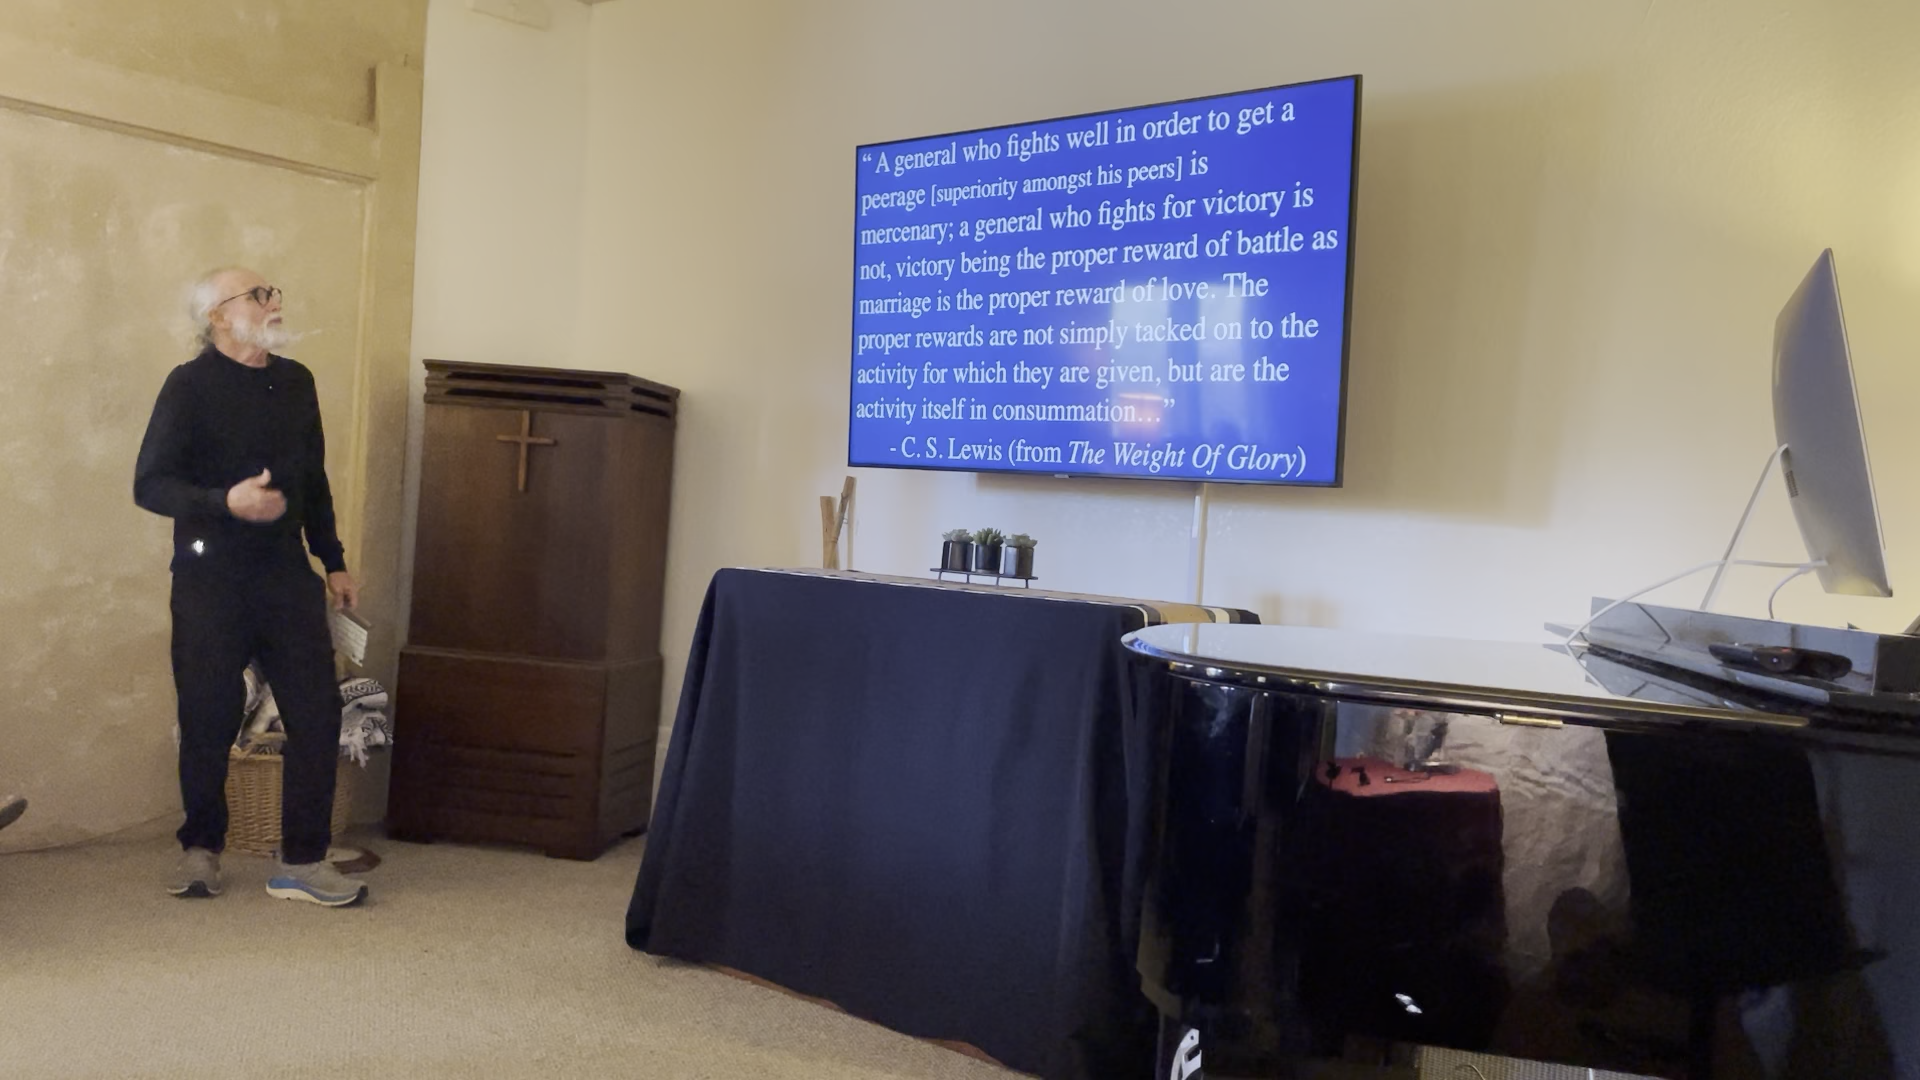 “ A general who fights well in order to get a
peerage [superiority amongst his peers] is
mercenary; a general who fights for victory is
not, victory being the proper reward of battle as
marriage is the proper reward of love. The
proper rewards are not simply tacked on to the
activity for which they are given, but are the
activity itself in consummation…”
- C. S. Lewis (from The Weight Of Glory)